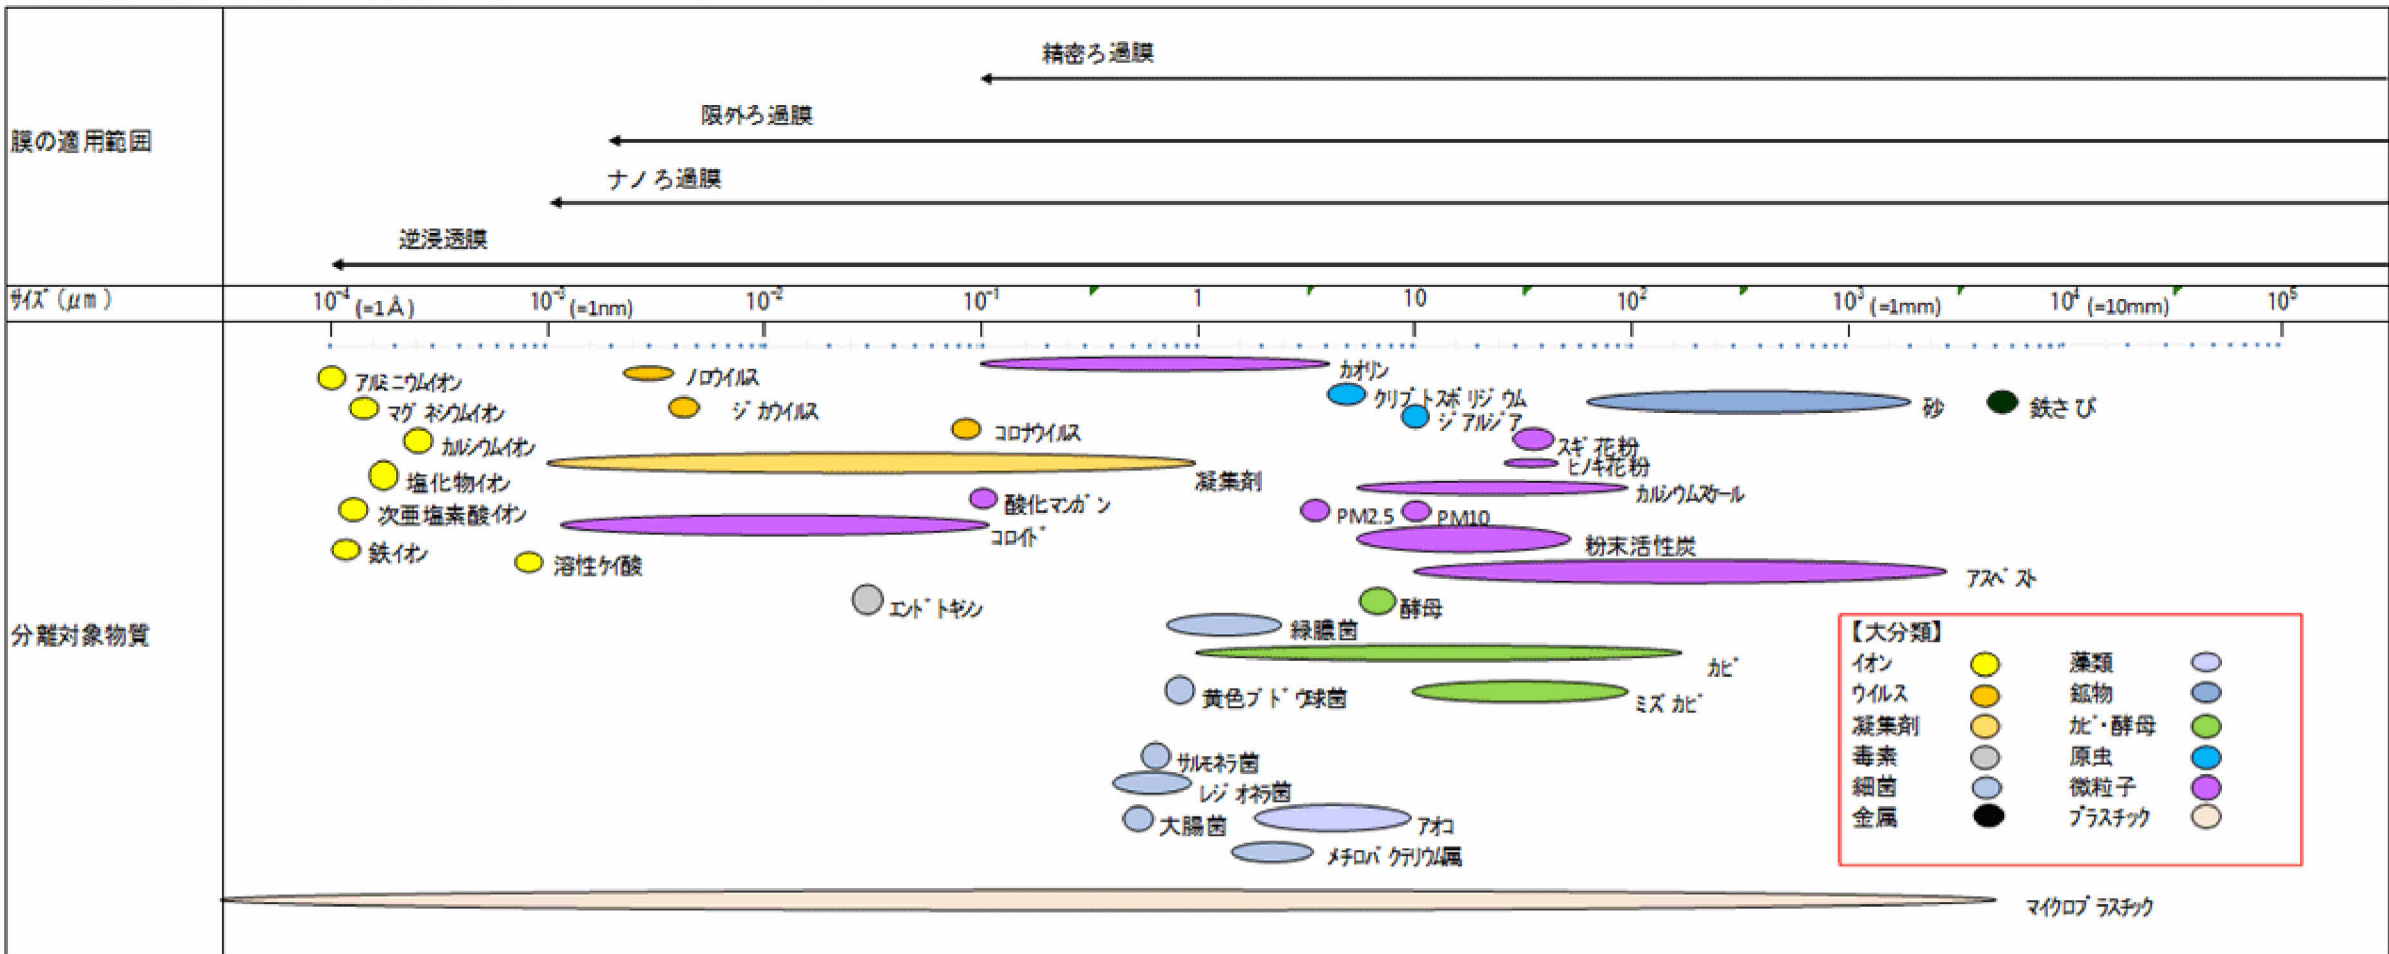 精密ろ過膜
限外ろ過膜
膜の適用範囲
ナノろ過膜
逆浸透膜
ｻｲｽﾞ(μm) 10⁻⁴(=1Å) 10⁻³(=1nm) 10⁻² 10⁻¹ 1 10 10² 10³(=1mm) 10⁴(=10mm) 10⁵
カオリン
アルミニウムイオン
ノロウイルス
クリプトスポリジウム
マグネシウムイオン
ジカウイルス
砂
鉄さび
ジアルジア
コロナウイルス
カルシウムイオン
スギ花粉
ヒノキ花粉
塩化物イオン
凝集剤
カルシウムスケール
酸化マンガン
次亜塩素酸イオン
PM2.5
PM10
コロイド
粉末活性炭
鉄イオン
溶性ケイ酸
アスベスト
エンドトキシン
酵母
分離対象物質
緑膿菌
カビ
黄色ブドウ球菌
ミズカビ
サルモネラ菌
レジオネラ菌
大腸菌
アオコ
メチロバクテリウム属
マイクロプラスチック
【大分類】
イオン 藻類
ウイルス 鉱物
凝集剤 ｶﾋﾞ・酵母
毒素 原虫
細菌 微粒子
金属 プラスチック